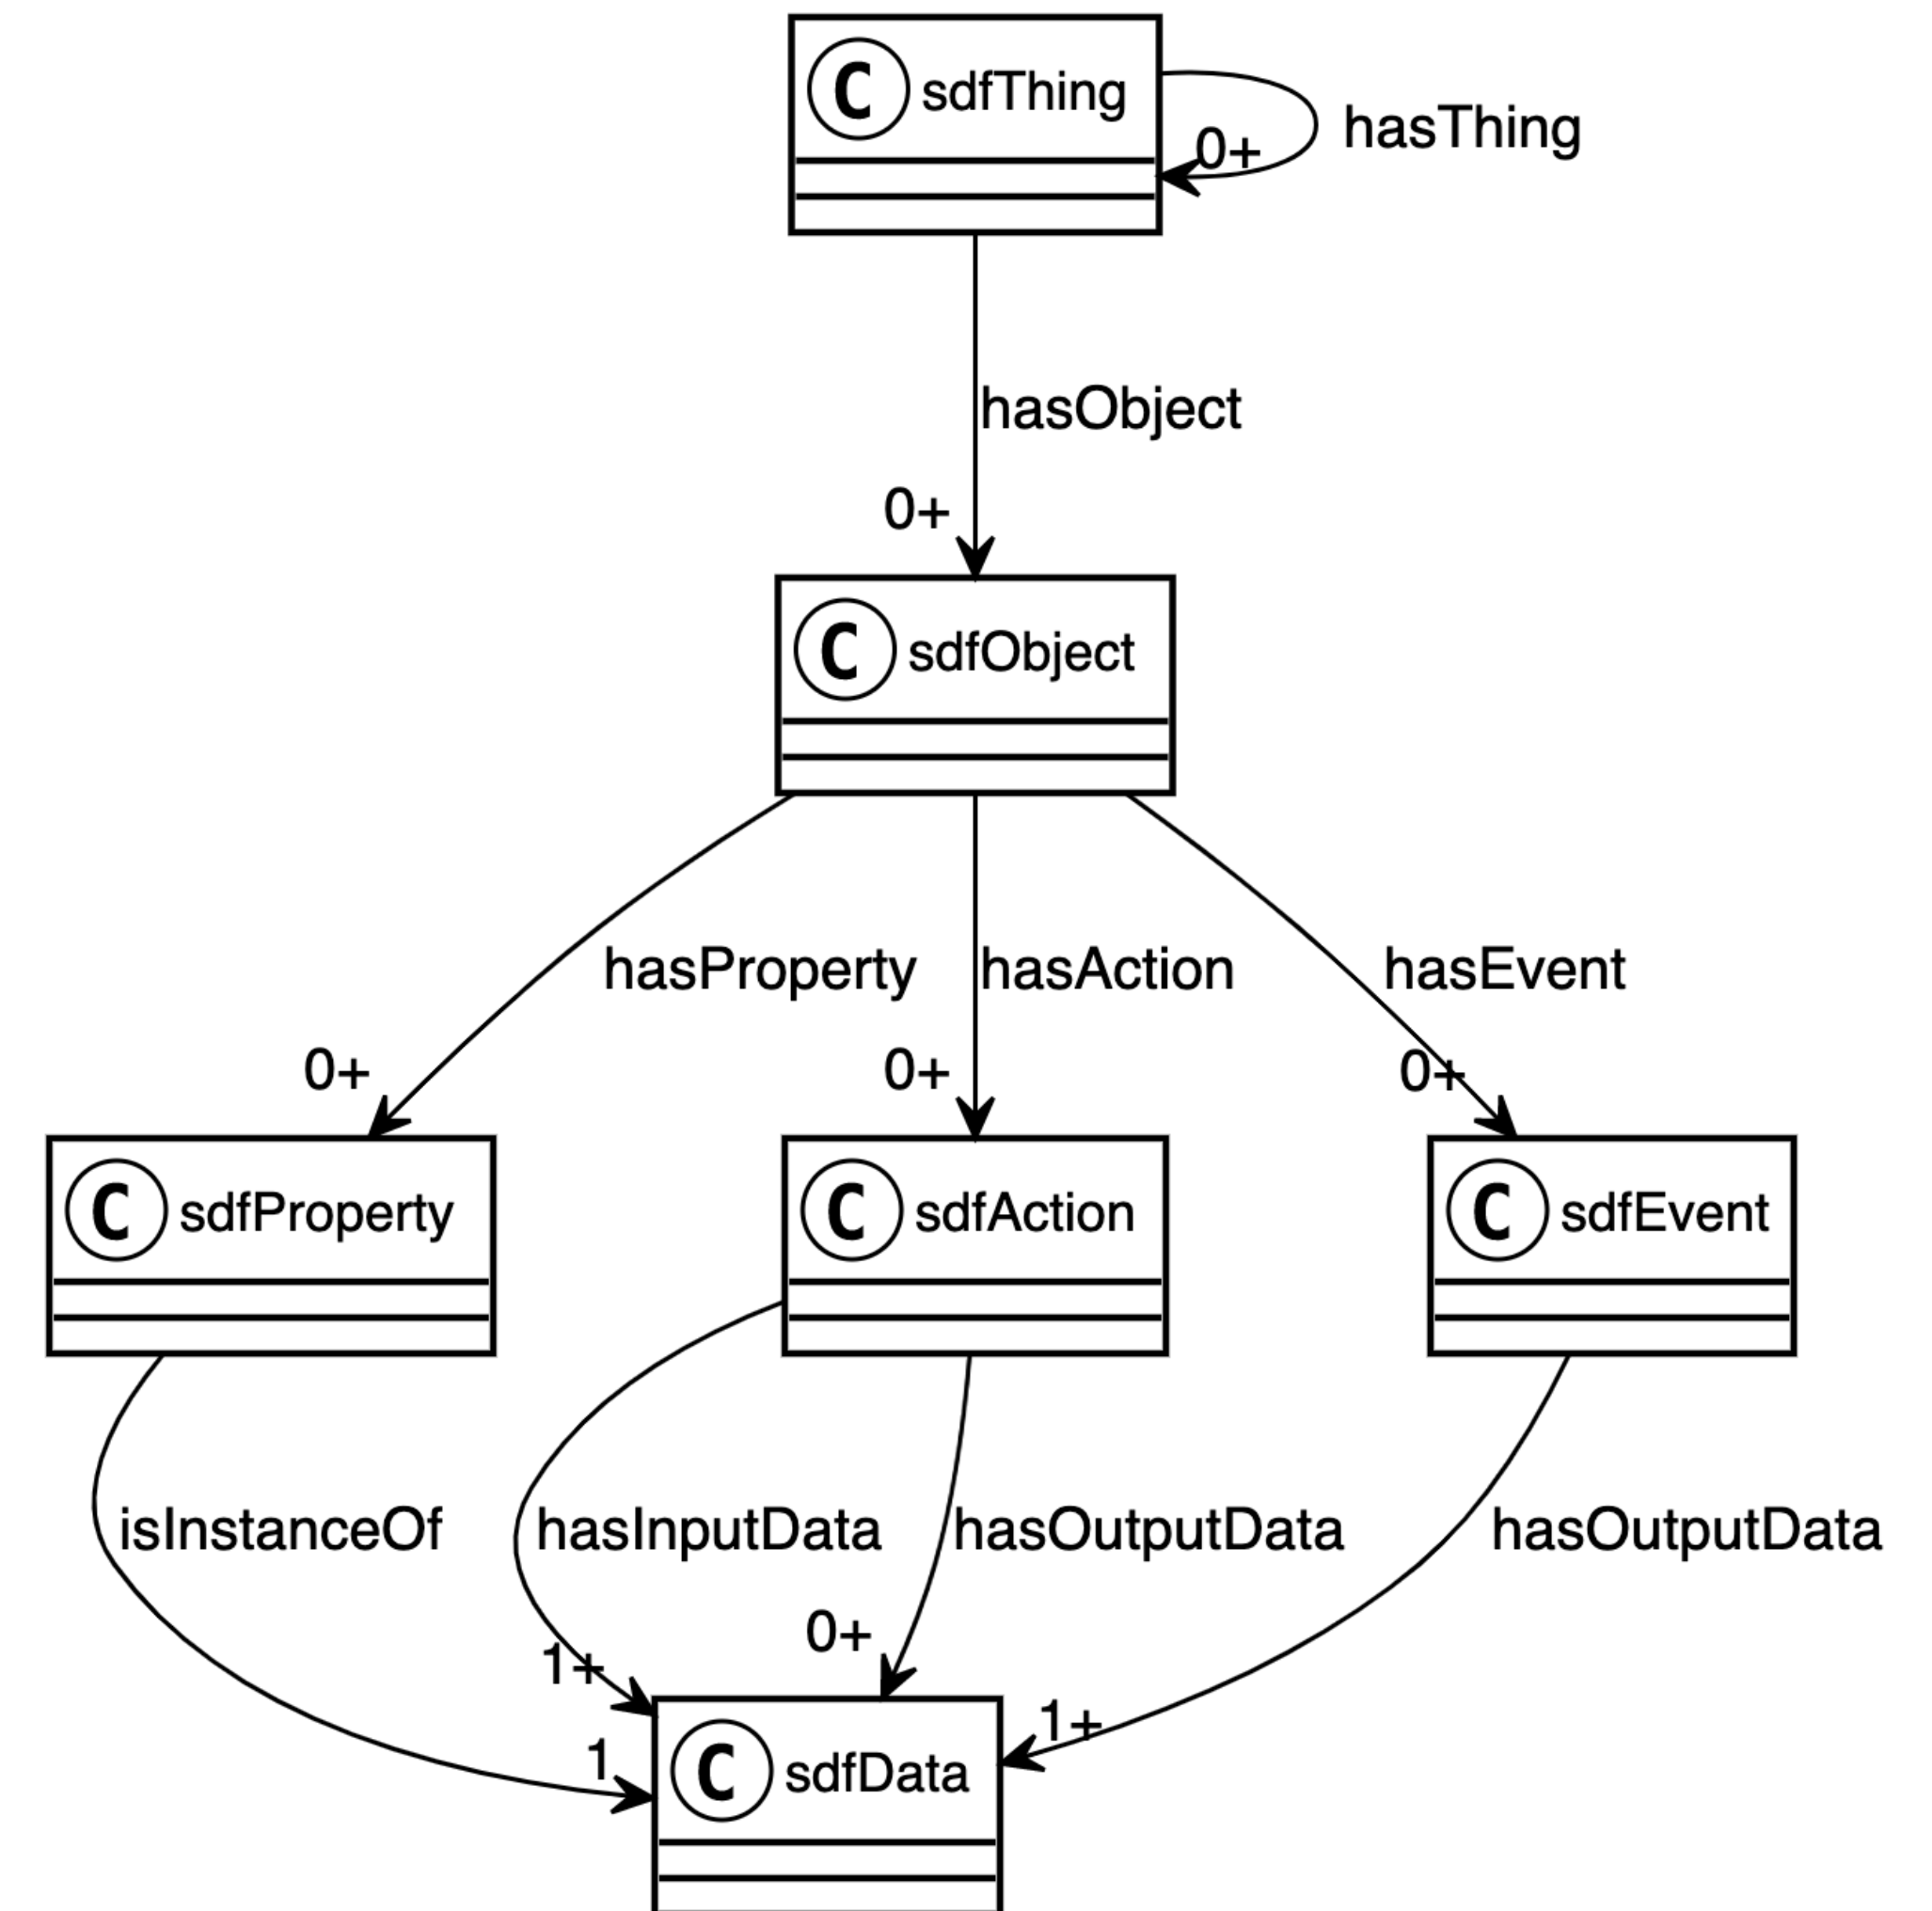 C sdfThing
0+ hasThing
hasObject
0+
C sdfObject
hasProperty hasAction hasEvent
0+ 0+ 0+
C sdfProperty C sdfAction C sdfEvent
isInstanceOf hasInputData hasOutputData hasOutputData
0+
1+
1+
1
C sdfData